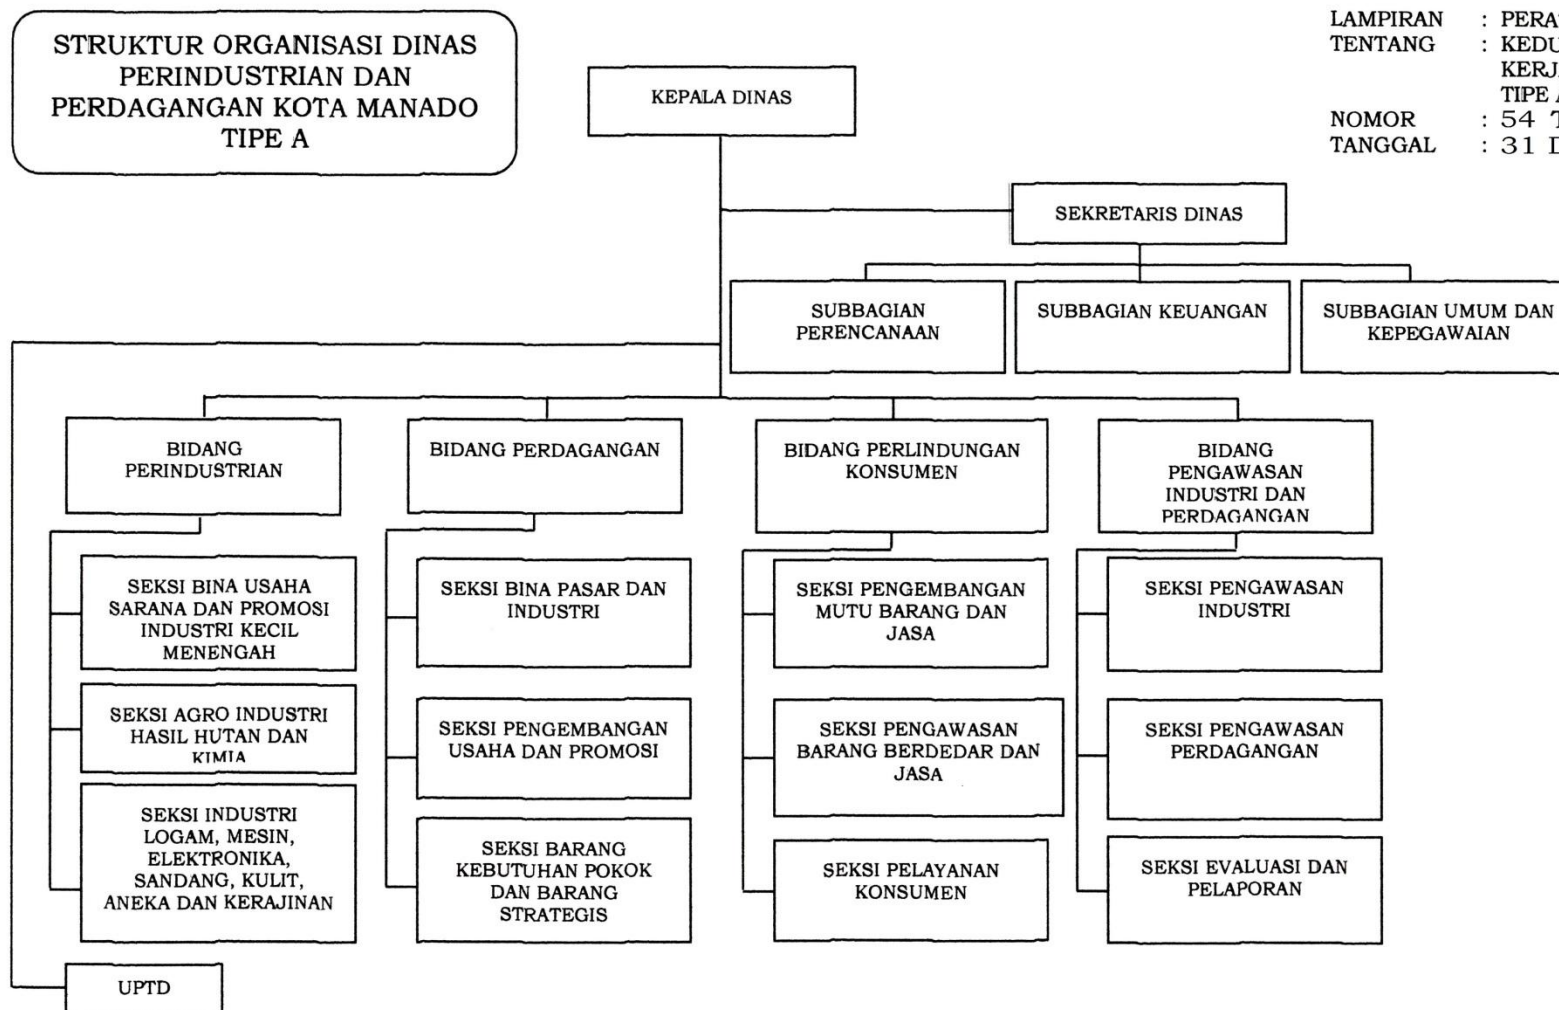 STRUKTUR ORGANISASI DINAS
PERINDUSTRIAN DAN
PERDAGANGAN KOTA MANADO
TIPE A
LAMPIRAN :
TENTANG :
TIPE A
NOMOR : 54
TANGGAL : 31
KEPALA DINAS
SEKRETARIS DINAS
SUBBAGIAN
PERENCANAAN
SUBBAGIAN KEUANGAN
SUBBAGIAN UMUM DAN
KEPEGAWAIAN
BIDANG
PERINDUSTRIAN
BIDANG PERDAGANGAN
BIDANG PERLINDUNGAN
KONSUMEN
BIDANG
PENGAWASAN
INDUSTRI DAN
PERDAGANGAN
SEKSI BINA USAHA
SARANA DAN PROMOSI
INDUSTRI KECIL
MENENGAH
SEKSI AGRO INDUSTRI
HASIL HUTAN DAN
KIMIA
SEKSI INDUSTRI
LOGAM, MESIN,
ELEKTRONIKA,
SANDANG, KULIT,
ANEKA DAN KERAJINAN
SEKSI BINA PASAR DAN
INDUSTRI
SEKSI PENGEMBANGAN
USAHA DAN PROMOSI
SEKSI BARANG
KEBUTUHAN POKOK
DAN BARANG
STRATEGIS
SEKSI PENGEMBANGAN
MUTU BARANG DAN
JASA
SEKSI PENGAWASAN
BARANG BERDEDAR DAN
JASA
SEKSI PELAYANAN
KONSUMEN
SEKSI PENGAWASAN
INDUSTRI
SEKSI PENGAWASAN
PERDAGANGAN
SEKSI EVALUASI DAN
PELAPORAN
UPTD